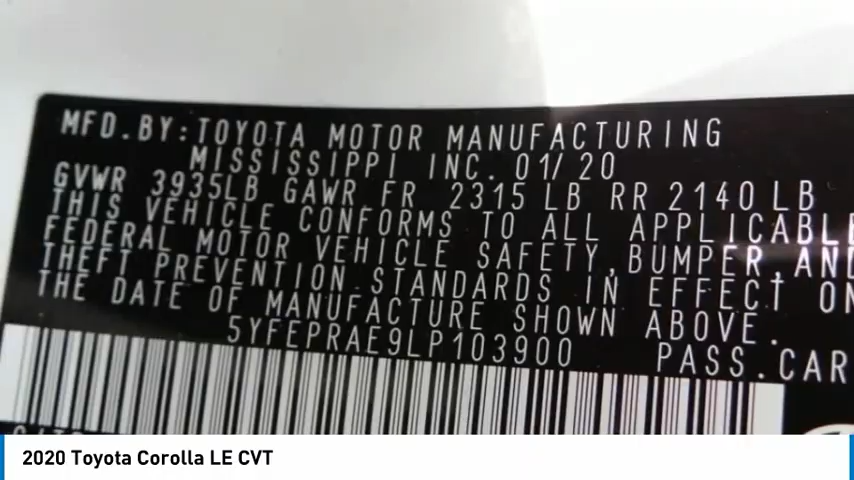 MFD.BY:TOYOTA MOTOR MANUFACTURING
MISSISSIPPI INC. 01/20
GVWR 3935LB GAWR FR 2315 LB RR 2140 LB
THIS VEHICLE CONFORMS TO ALL APPLICABLE
FEDERAL MOTOR VEHICLE SAFETY, BUMPER, AND
THEFT PREVENTION STANDARDS IN EFFECT ON
THE DATE OF MANUFACTURE SHOWN ABOVE.
5YFEPRAE9LP103900 PASS.CAR
2020 Toyota Corolla LE CVT